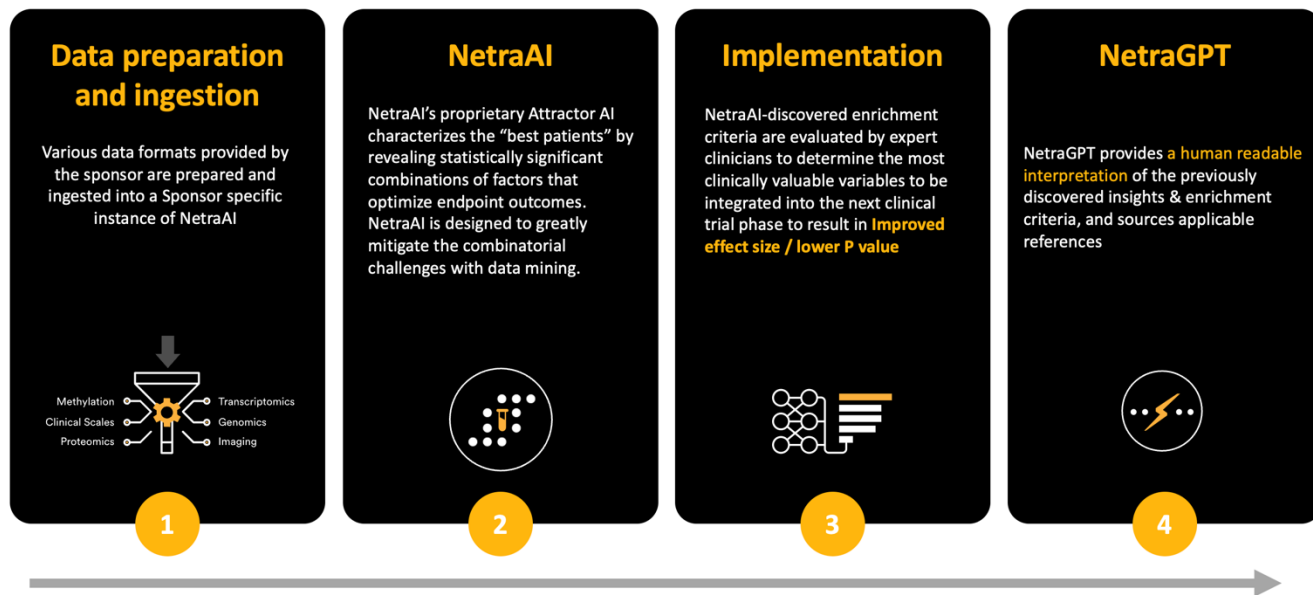 Data preparation
and ingestion
Various data formats provided by
the sponsor are prepared and
ingested into a Sponsor specific
instance of NetraAI
Methylation
Clinical Scales
Proteomics
Transcriptomics
Genomics
Imaging
1
NetraAI
NetraAI's proprietary Attractor AI
characterizes the “best patients” by
revealing statistically significant
combinations of factors that
optimize endpoint outcomes.
NetraAI is designed to greatly
mitigate the combinatorial
challenges with data mining.
2
Implementation
NetraAI-discovered enrichment
criteria are evaluated by expert
clinicians to determine the most
clinically valuable variables to be
integrated into the next clinical
trial phase to result in Improved
effect size / lower P value
3
NetraGPT
NetraGPT provides a human readable
interpretation of the previously
discovered insights & enrichment
criteria, and sources applicable
references
4